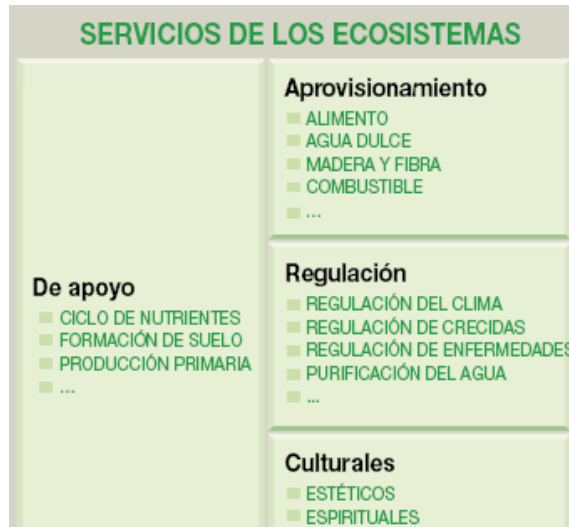 SERVICIOS DE LOS ECOSISTEMAS
De apoyo
CICLO DE NUTRIENTES
FORMACIÓN DE SUELO
PRODUCCIÓN PRIMARIA
...
Aprovisionamiento
ALIMENTO
AGUA DULCE
MADERA Y FIBRA
COMBUSTIBLE
...
Regulación
REGULACIÓN DEL CLIMA
REGULACIÓN DE CRECIDAS
REGULACIÓN DE ENFERMEDADES
PURIFICACIÓN DEL AGUA
...
Culturales
ESTÉTICOS
ESPIRITUALES